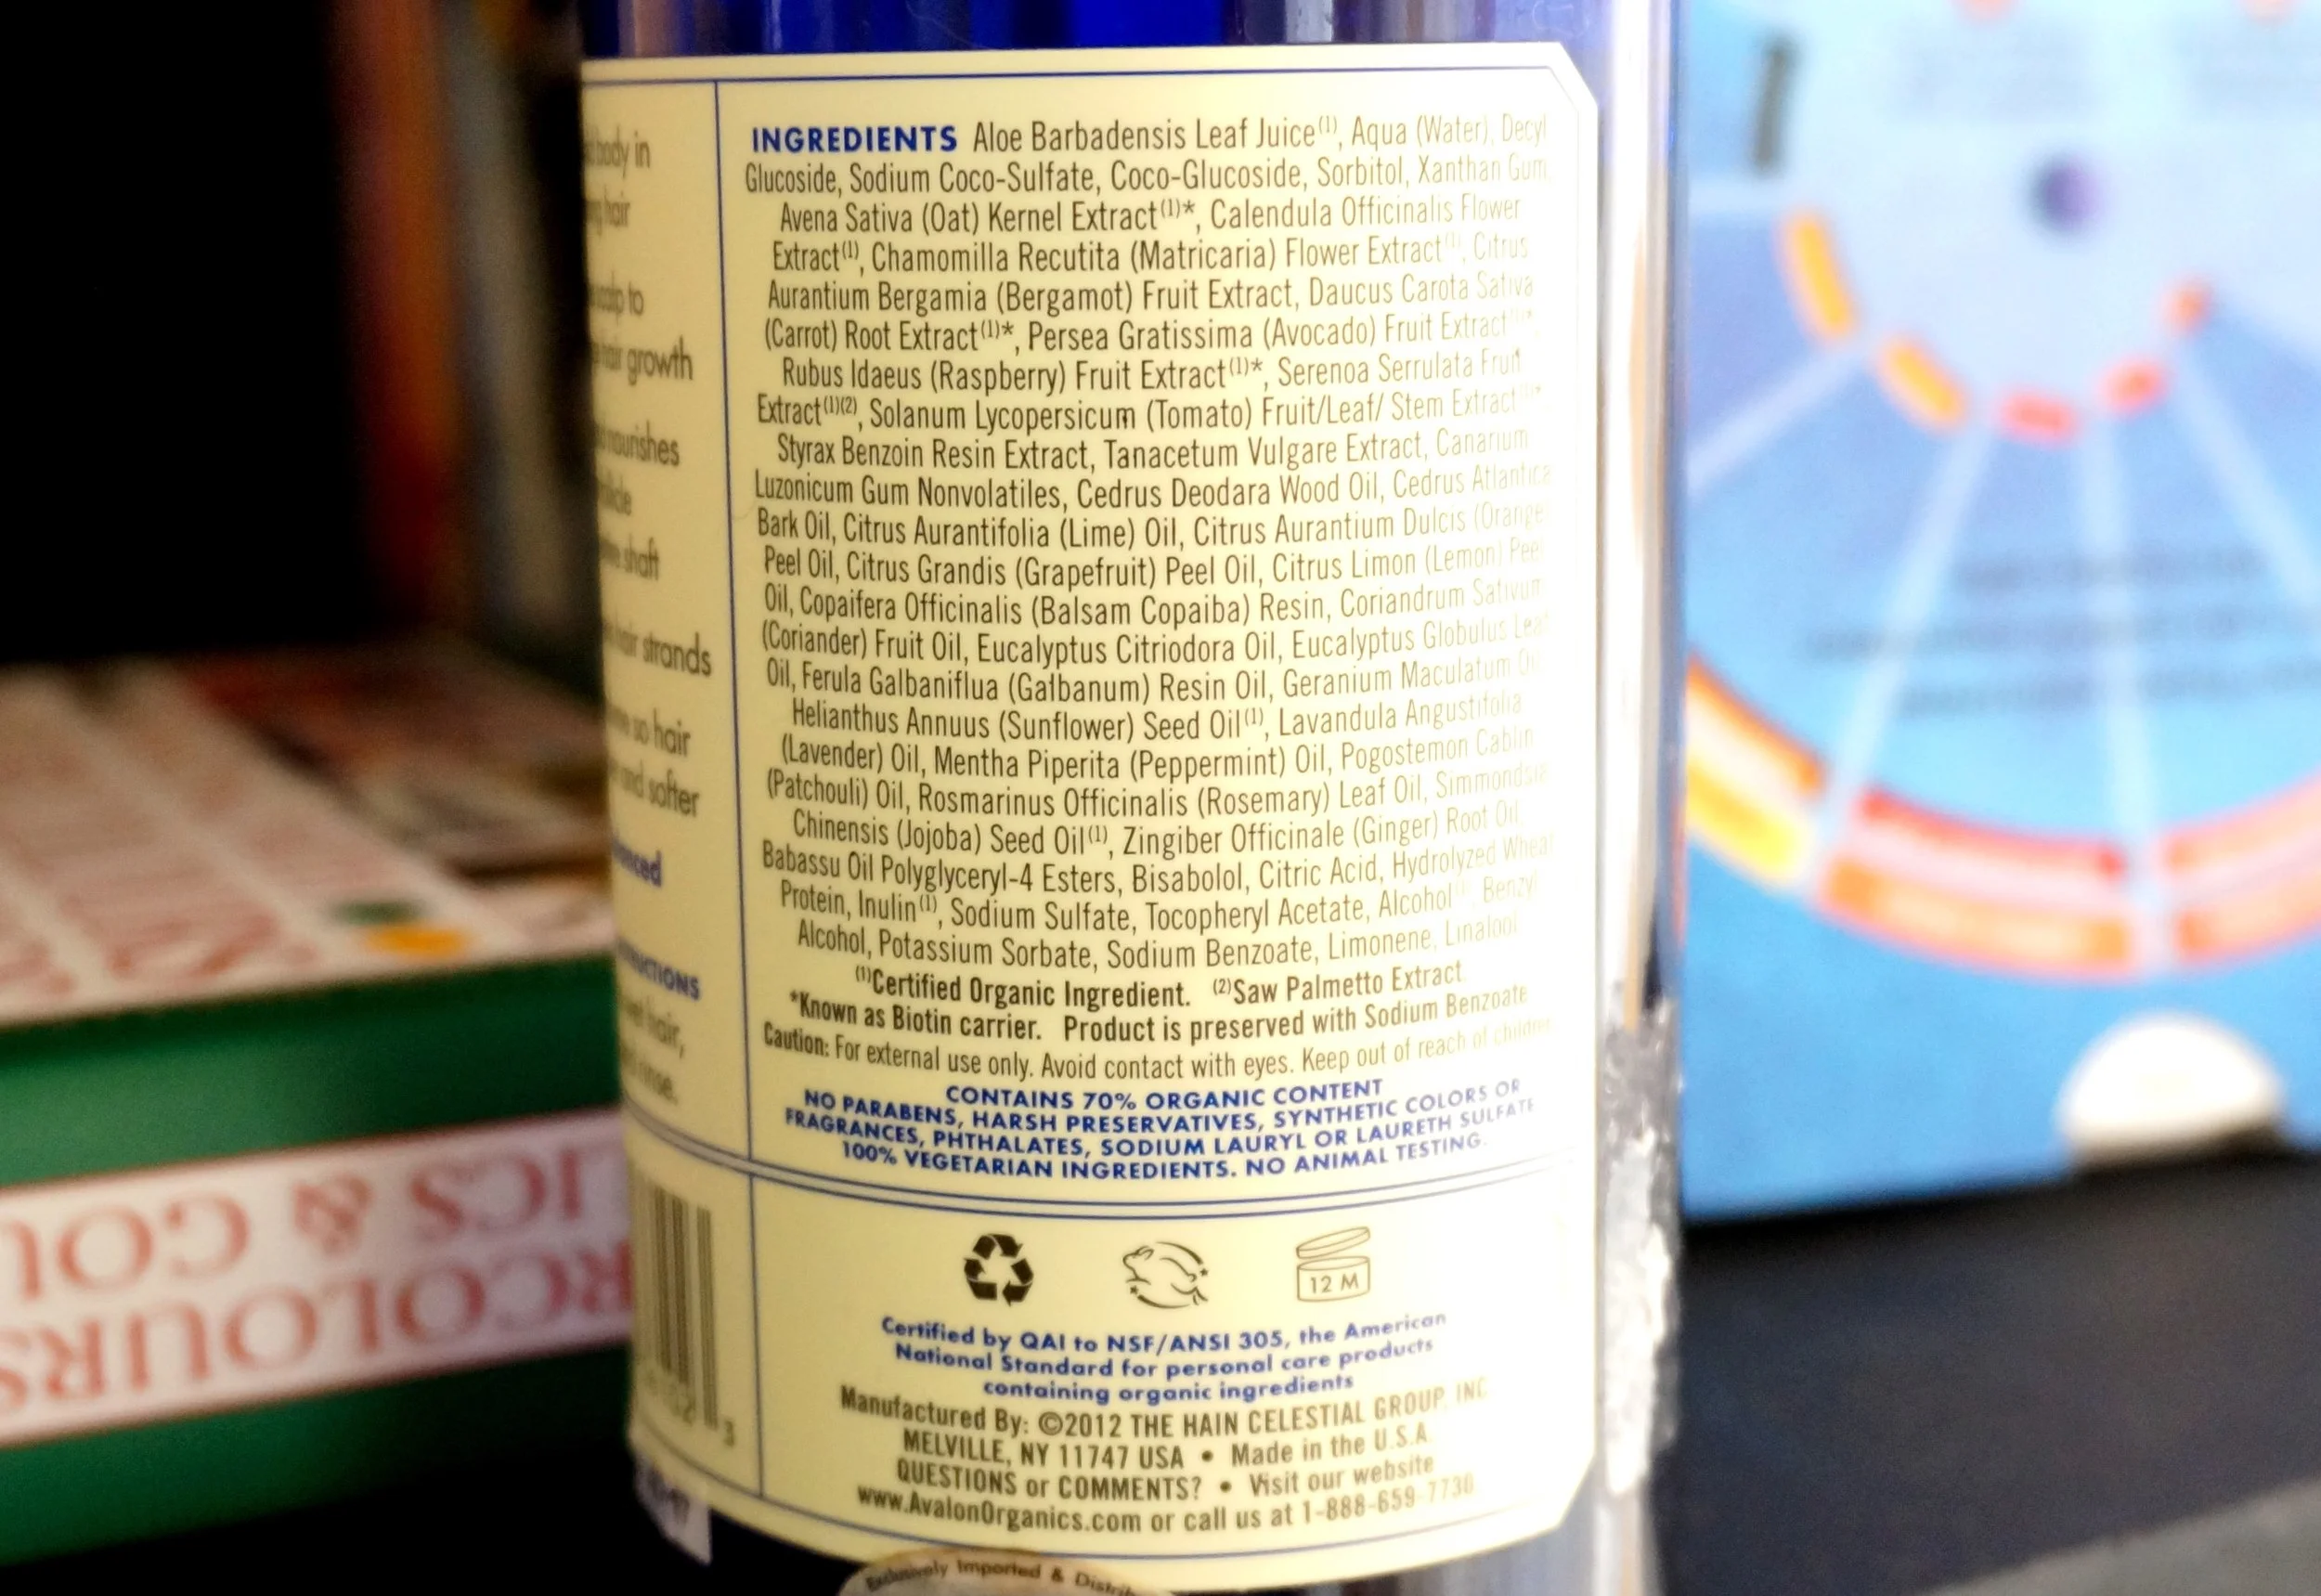 body in
hair
scalp to
hair growth
nourishes
shaft
hair strands
so hair
and softer
hair,
rinse.
INGREDIENTS Aloe Barbadensis Leaf Juice(1), Aqua (Water), Decyl
Glucoside, Sodium Coco-Sulfate, Coco-Glucoside, Sorbitol, Xanthan Gum
Avena Sativa (Oat) Kernel Extract(1)*, Calendula Officinalis Flower
Extract(1), Chamomilla Recutita (Matricaria) Flower Extract(1), Citrus
Aurantium Bergamia (Bergamot) Fruit Extract, Daucus Carota Sativa
(Carrot) Root Extract(1)*, Persea Gratissima (Avocado) Fruit Extract(1)*
Rubus Idaeus (Raspberry) Fruit Extract(1)*, Serenoa Serrulata Fruit
Extract(1)(2), Solanum Lycopersicum (Tomato) Fruit/Leaf/ Stem Extract(1)*
Styrax Benzoin Resin Extract, Tanacetum Vulgare Extract, Canarium
Luzonicum Gum Nonvolatiles, Cedrus Deodara Wood Oil, Cedrus Atlantica
Bark Oil, Citrus Aurantifolia (Lime) Oil, Citrus Aurantium Dulcis (Orange
Peel Oil, Citrus Grandis (Grapefruit) Peel Oil, Citrus Limon (Lemon) Peel
Oil, Copaifera Officinalis (Balsam Copaiba) Resin, Coriandrum Sativum
(Coriander) Fruit Oil, Eucalyptus Citriodora Oil, Eucalyptus Globulus Leaf
Oil, Ferula Galbaniflua (Galbanum) Resin Oil, Geranium Maculatum Oil
Helianthus Annuus (Sunflower) Seed Oil(1), Lavandula Angustifolia
(Lavender) Oil, Mentha Piperita (Peppermint) Oil, Pogostemon Cablin
(Patchouli) Oil, Rosmarinus Officinalis (Rosemary) Leaf Oil, Simmondsia
Chinensis (Jojoba) Seed Oil(1), Zingiber Officinale (Ginger) Root Oil,
Babassu Oil Polyglyceryl-4 Esters, Bisabolol, Citric Acid, Hydrolyzed Wheat
Protein, Inulin(1), Sodium Sulfate, Tocopheryl Acetate, Alcohol(1), Benzyl
Alcohol, Potassium Sorbate, Sodium Benzoate, Limonene, Linalool
(1)Certified Organic Ingredient. (2)Saw Palmetto Extract
*Known as Biotin carrier. Product is preserved with Sodium Benzoate
Caution: For external use only. Avoid contact with eyes. Keep out of reach of children
CONTAINS 70% ORGANIC CONTENT
NO PARABENS, HARSH PRESERVATIVES, SYNTHETIC COLORS OR
FRAGRANCES, PHTHALATES, SODIUM LAURYL OR LAURETH SULFATE
100% VEGETARIAN INGREDIENTS. NO ANIMAL TESTING.
12 M
Certified by QAI to NSF/ANSI 305, the American
National Standard for personal care products
containing organic ingredients
Manufactured By: ©2012 THE HAIN CELESTIAL GROUP, INC
MELVILLE, NY 11747 USA • Made in the U.S.A.
QUESTIONS or COMMENTS? • Visit our website
www.AvalonOrganics.com or call us at 1-888-659-7730
Exclusively Imported &